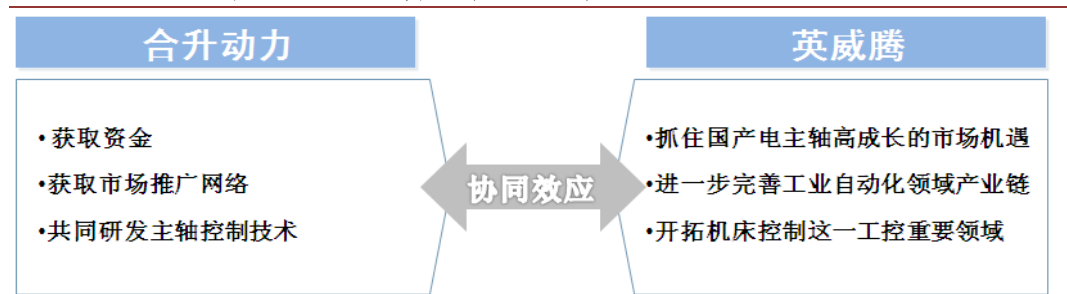 合升动力
英威腾
•获取资金
•获取市场推广网络
•共同研发主轴控制技术
协同效应
•抓住国产电主轴高成长的市场机遇
•进一步完善工业自动化领域产业链
•开拓机床控制这一工控重要领域